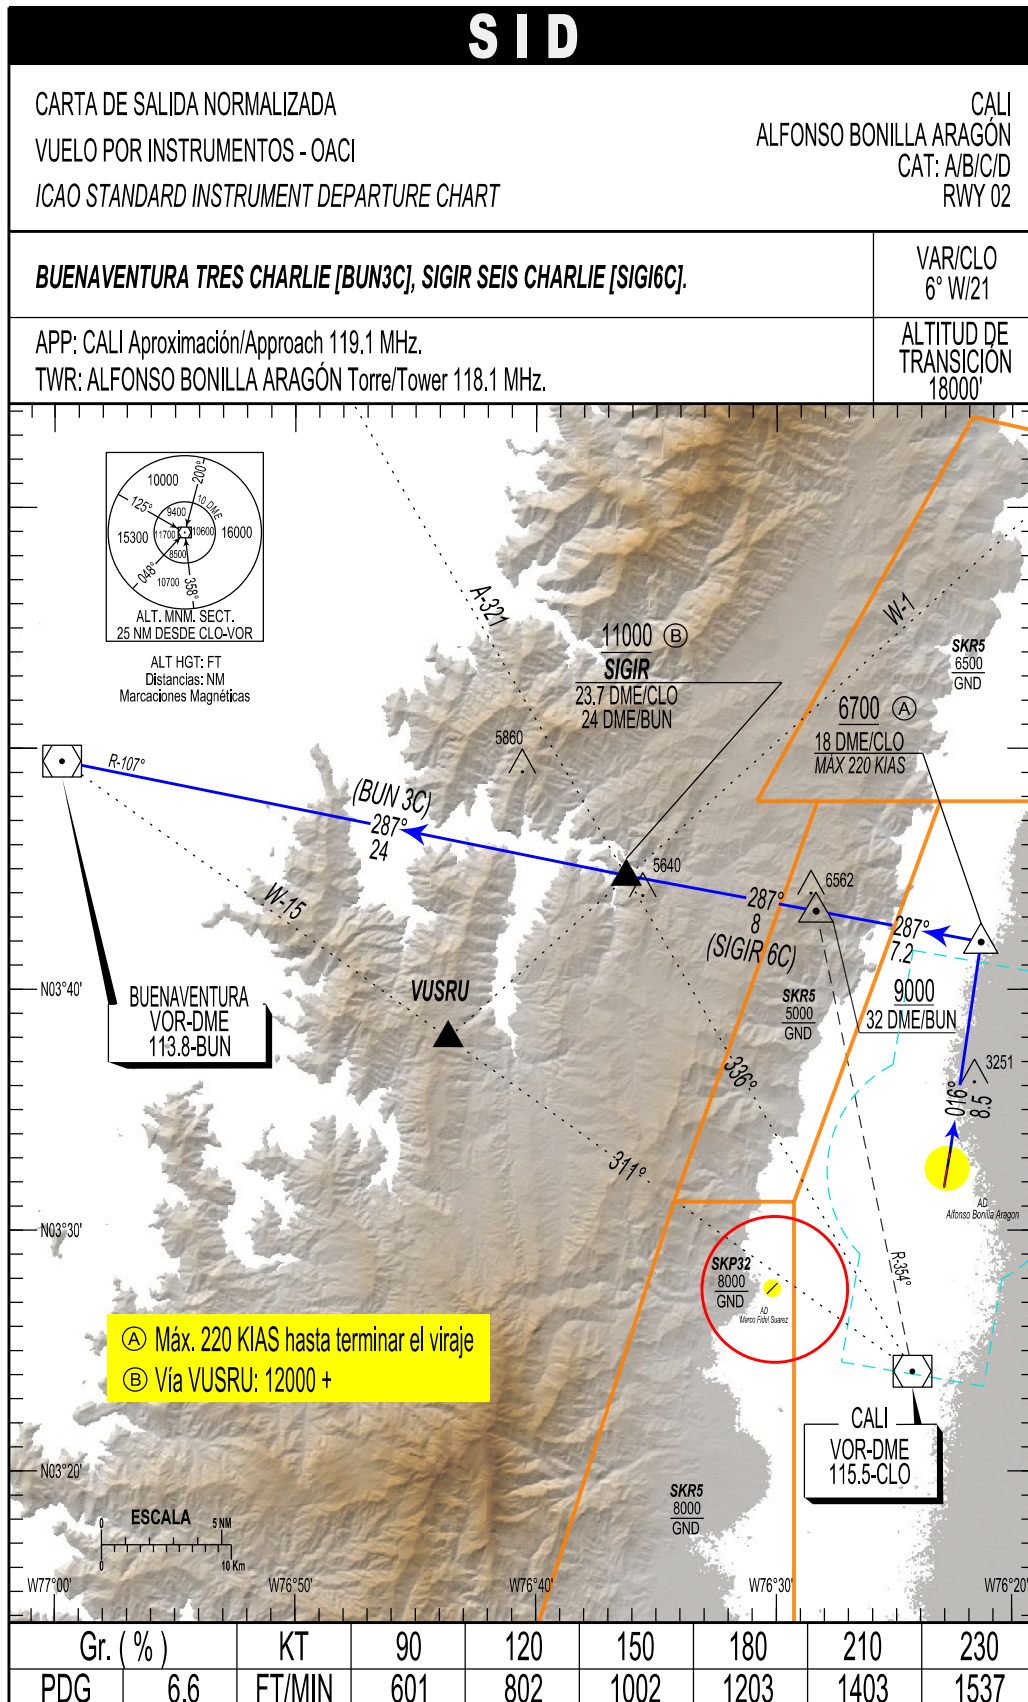 SID
CARTA DE SALIDA NORMALIZADA
VUELO POR INSTRUMENTOS - OACI
ICAO STANDARD INSTRUMENT DEPARTURE CHART
CALI
ALFONSO BONILLA ARAGÓN
CAT: A/B/C/D
RWY 02
BUENAVENTURA TRES CHARLIE [BUN3C], SIGIR SEIS CHARLIE [SIGI6C].
VAR/CLO
6° W/21
APP: CALI Aproximación/Approach 119.1 MHz.
TWR: ALFONSO BONILLA ARAGÓN Torre/Tower 118.1 MHz.
ALTITUD DE
TRANSICIÓN
18000'
10000
200°
125°
10 DME
9400
15300
11700
10600
16000
8500
048°
10700
358°
ALT. MNM. SECT.
25 NM DESDE CLO-VOR
ALT HGT: FT
Distancias: NM
Marcaciones Magnéticas
A-321
W-1
11000 B
SIGIR
23.7 DME/CLO
24 DME/BUN
SKR5
6500
GND
6700 A
18 DME/CLO
MÁX 220 KIAS
5860
R-107°
(BUN 3C)
287°
24
5640
6562
287°
8
(SIGIR 6C)
287°
7.2
W-15
VUSRU
N03°40'
BUENAVENTURA
VOR-DME
113.8-BUN
SKR5
5000
GND
9000
32 DME/BUN
336°
3251
016°
8.5
311°
AD
Alfonso Bonilla Aragon
N03°30'
R-354°
SKP32
8000
GND
AD
Marco Fidel Suarez
A Máx. 220 KIAS hasta terminar el viraje
B Vía VUSRU: 12000 +
CALI
VOR-DME
115.5-CLO
N03°20'
SKR5
8000
GND
ESCALA
0 5 NM
0 10 Km
W77°00' W76°50' W76°40' W76°30' W76°20'
Gr. ( % ) KT 90 120 150 180 210 230
PDG 6.6 FT/MIN 601 802 1002 1203 1403 1537